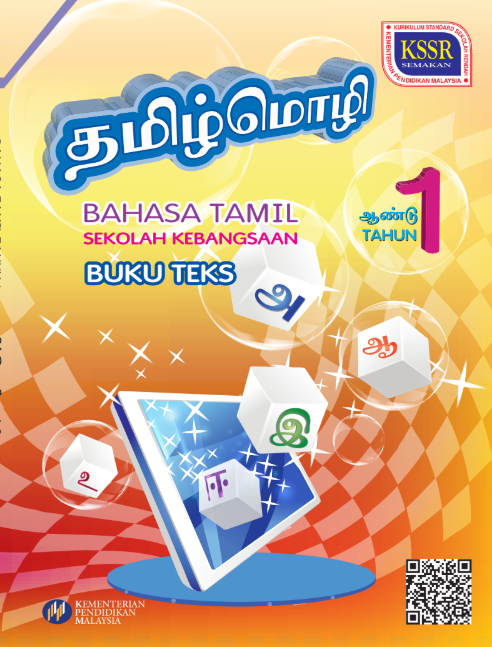 KURIKULUM STANDARD SEKOLAH RENDAH
KSSR
SEMAKAN
KEMENTERIAN PENDIDIKAN MALAYSIA
தமிழ்மொழி
BAHASA TAMIL
SEKOLAH KEBANGSAAN
BUKU TEKS
ஆண்டு
TAHUN
1
அ
ஆ
இ
ஈ
உ
KEMENTERIAN
PENDIDIKAN
MALAYSIA